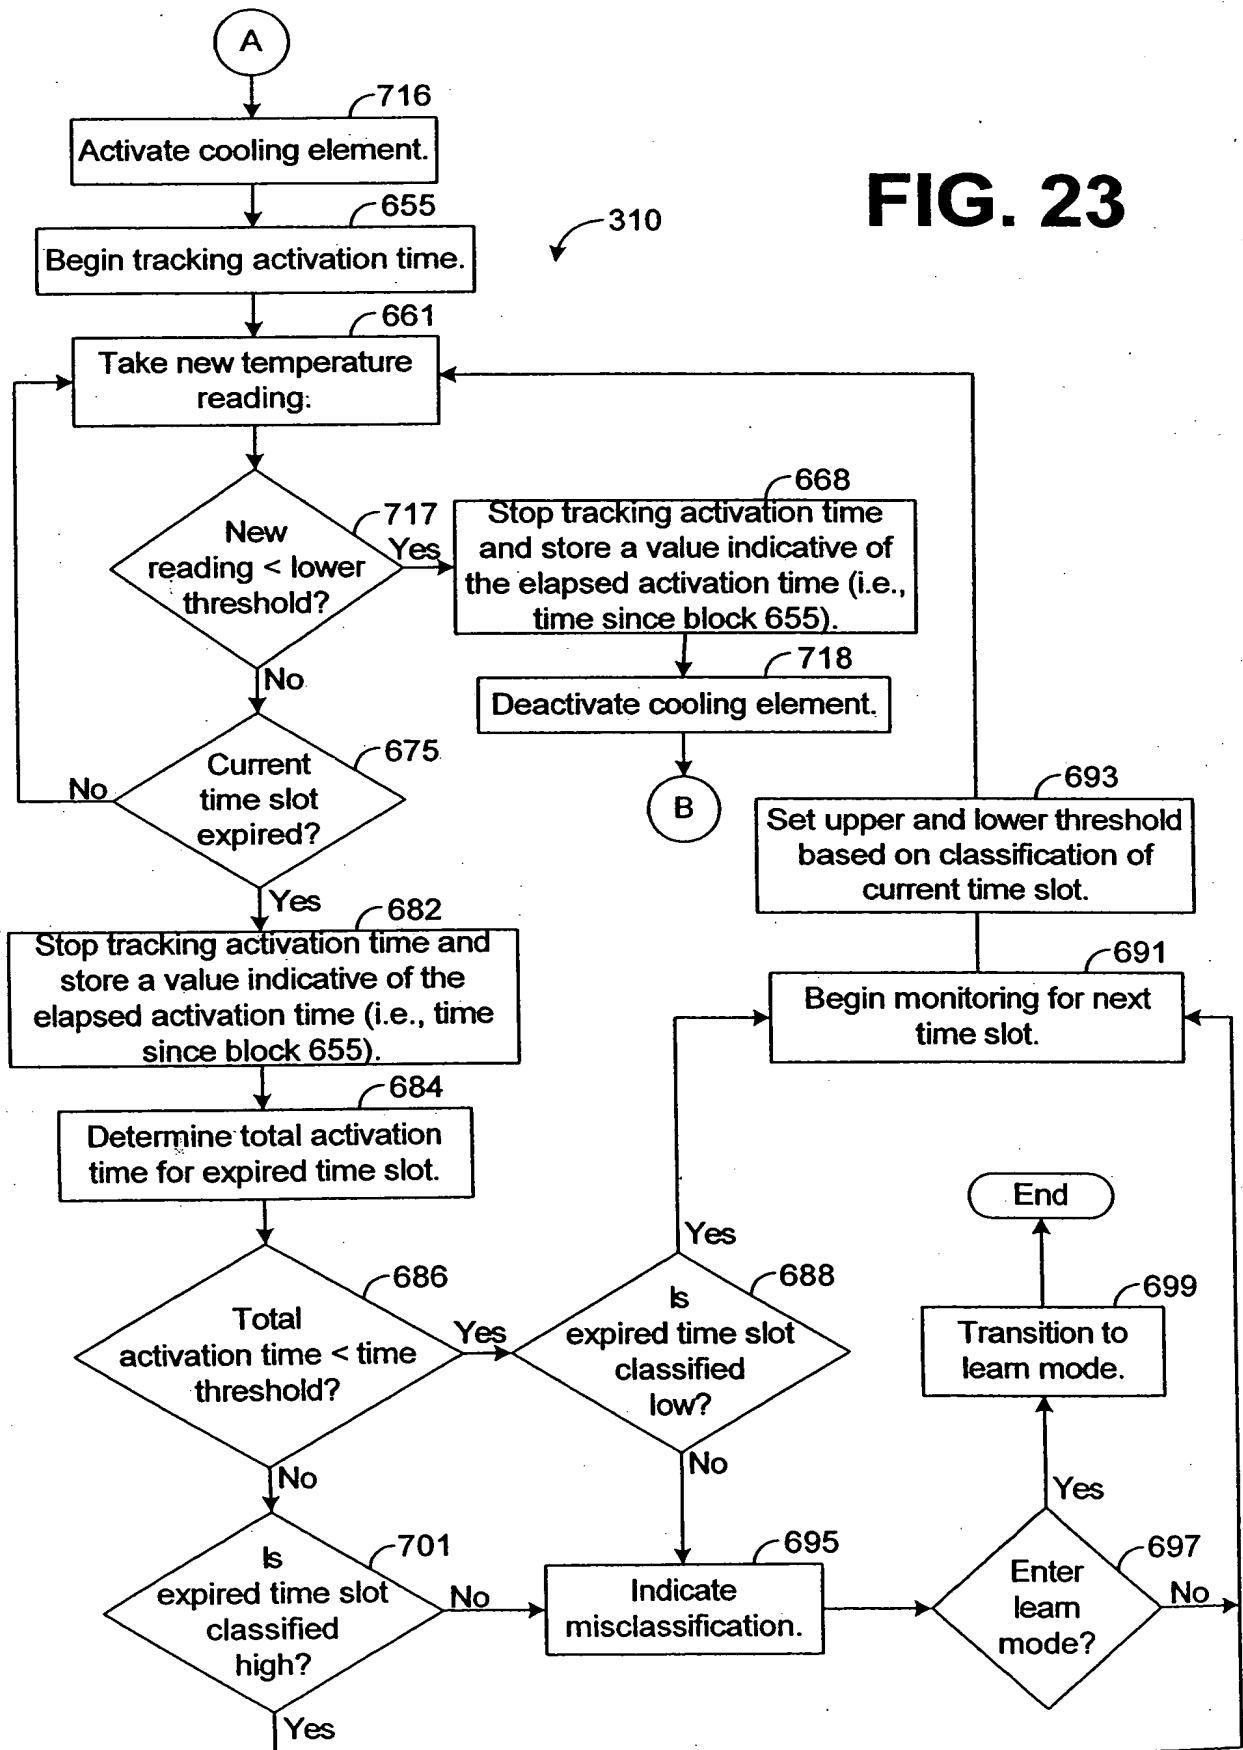 A
716
Activate cooling element.
FIG. 23
655
310
Begin tracking activation time.
661
Take new temperature
reading.
717
New
reading < lower
threshold?
Yes
668
Stop tracking activation time
and store a value indicative of
the elapsed activation time (i.e.,
time since block 655).
No
718
Deactivate cooling element.
675
Current
time slot
expired?
No
B
693
Set upper and lower threshold
based on classification of
current time slot.
Yes
682
Stop tracking activation time and
store a value indicative of the
elapsed activation time (i.e., time
since block 655).
691
Begin monitoring for next
time slot.
684
Determine total activation
time for expired time slot.
End
686
Total
activation time < time
threshold?
Yes
Yes
688
Is
expired time slot
classified
low?
699
Transition to
learn mode.
No
No
Yes
701
Is
expired time slot
classified
high?
No
695
Indicate
misclassification.
697
Enter
learn
mode?
No
Yes